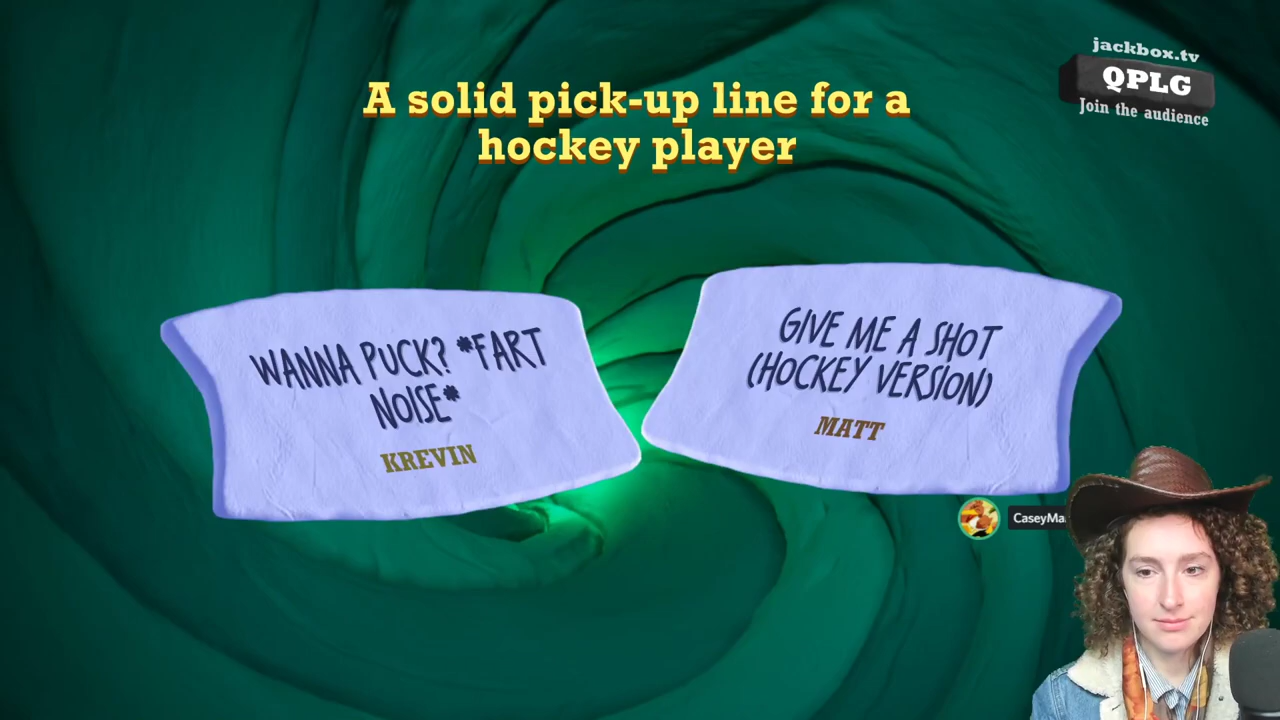 jackbox.tv
QPLG
Join the audience
A solid pick-up line for a
hockey player
WANNA PUCK? *FART
NOISE*
KREVIN
GIVE ME A SHOT
(HOCKEY VERSION)
MATT